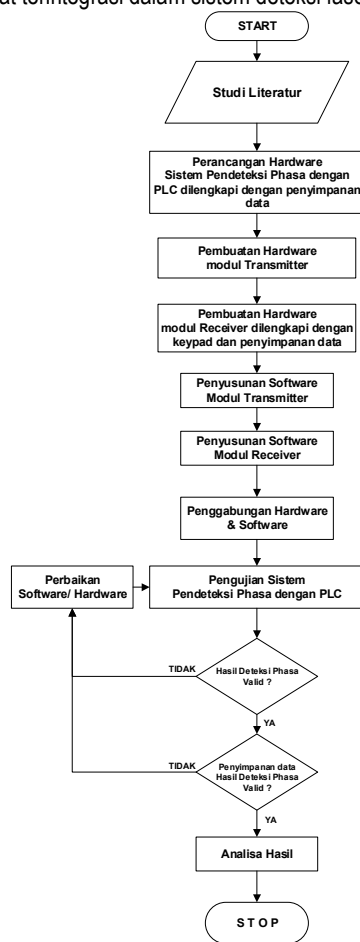 START
Studi Literatur
Perancangan Hardware
Sistem Pendeteksi Phasa dengan
PLC dilengkapi dengan penyimpanan
data
Pembuatan Hardware
modul Transmitter
Pembuatan Hardware
modul Receiver dilengkapi dengan
keypad dan penyimpanan data
Penyusunan Software
Modul Transmitter
Penyusunan Software
Modul Receiver
Penggabungan Hardware
& Software
Perbaikan
Software/ Hardware
Pengujian Sistem
Pendeteksi Phasa dengan PLC
TIDAK
Hasil Deteksi Phasa
Valid ?
YA
TIDAK
Penyimpanan data
Hasil Deteksi Phasa
Valid ?
YA
Analisa Hasil
S T O P